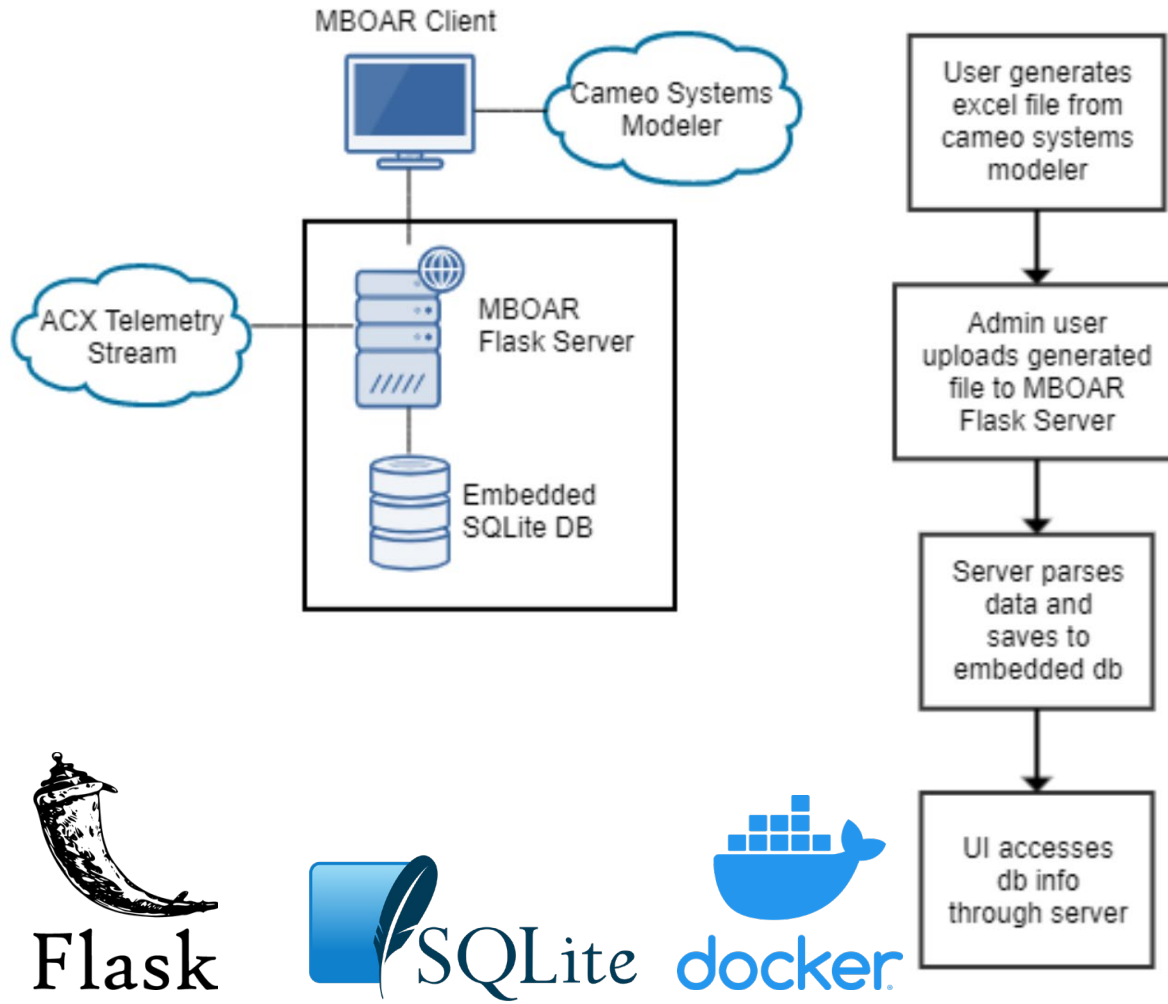 MBOAR Client
Cameo Systems
Modeler
ACX Telemetry
Stream
MBOAR
Flask Server
Embedded
SQLite DB
User generates
excel file from
cameo systems
modeler
Admin user
uploads generated
file to MBOAR
Flask Server
Server parses
data and
saves to
embedded db
UI accesses
db info
through server
Flask
SQLite
docker